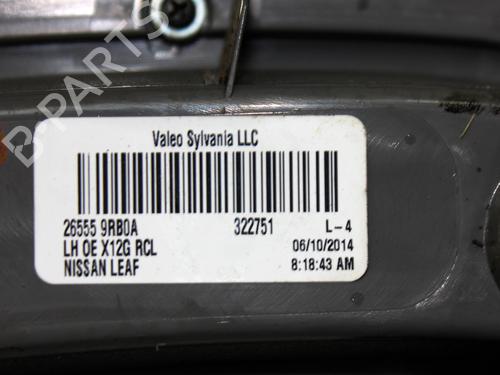 Valeo Sylvania LLC
26555 9RB0A 322751 L-4
LH OE X12G RCL 06/10/2014
NISSAN LEAF 8:18:43 AM
B-PARTS